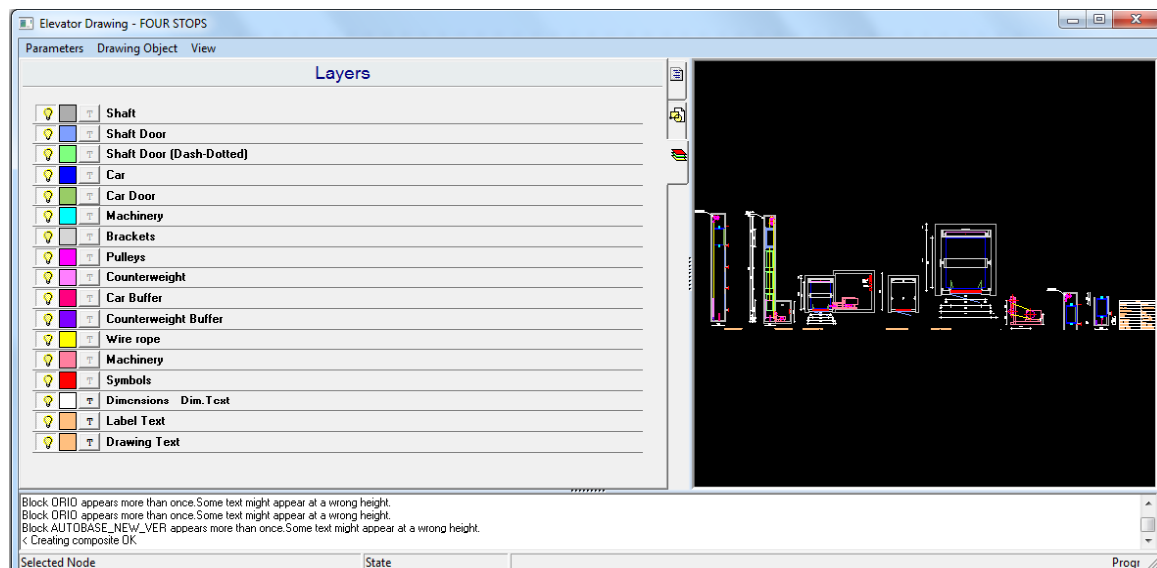 Elevator Drawing - FOUR STOPS
Parameters Drawing Object View
Layers
T Shaft
T Shaft Door
T Shaft Door (Dash-Dotted)
T Car
T Car Door
T Machinery
T Brackets
T Pulleys
T Counterweight
T Car Buffer
T Counterweight Buffer
T Wire rope
T Machinery
T Symbols
T Dimensions Dim.Text
T Label Text
T Drawing Text
Block ORIO appears more than once.Some text might appear at a wrong height.
Block ORIO appears more than once.Some text might appear at a wrong height.
Block AUTOBASE_NEW_VER appears more than once.Some text might appear at a wrong height.
< Creating composite OK
Selected Node State Progr